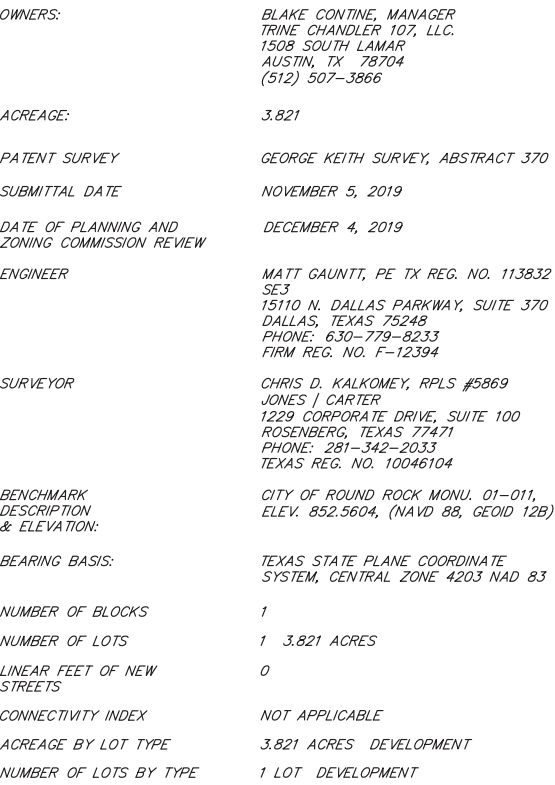 OWNERS: BLAKE CONTINE, MANAGER
TRINE CHANDLER 107, LLC.
1508 SOUTH LAMAR
AUSTIN, TX 78704
(512) 507-3866
ACREAGE: 3.821
PATENT SURVEY GEORGE KEITH SURVEY, ABSTRACT 370
SUBMITTAL DATE NOVEMBER 5, 2019
DATE OF PLANNING AND DECEMBER 4, 2019
ZONING COMMISSION REVIEW
ENGINEER MATT GAUNTT, PE TX REG. NO. 113832
SE3
15110 N. DALLAS PARKWAY, SUITE 370
DALLAS, TEXAS 75248
PHONE: 630-779-8233
FIRM REG. NO. F-12394
SURVEYOR CHRIS D. KALKOMEY, RPLS #5869
JONES | CARTER
1229 CORPORATE DRIVE, SUITE 100
ROSENBERG, TEXAS 77471
PHONE: 281-342-2033
TEXAS REG. NO. 10046104
BENCHMARK CITY OF ROUND ROCK MONU. 01-011,
DESCRIPTION ELEV. 852.5604, (NAVD 88, GEOID 12B)
& ELEVATION:
BEARING BASIS: TEXAS STATE PLANE COORDINATE
SYSTEM, CENTRAL ZONE 4203 NAD 83
NUMBER OF BLOCKS 1
NUMBER OF LOTS 1 3.821 ACRES
LINEAR FEET OF NEW 0
STREETS
CONNECTIVITY INDEX NOT APPLICABLE
ACREAGE BY LOT TYPE 3.821 ACRES DEVELOPMENT
NUMBER OF LOTS BY TYPE 1 LOT DEVELOPMENT